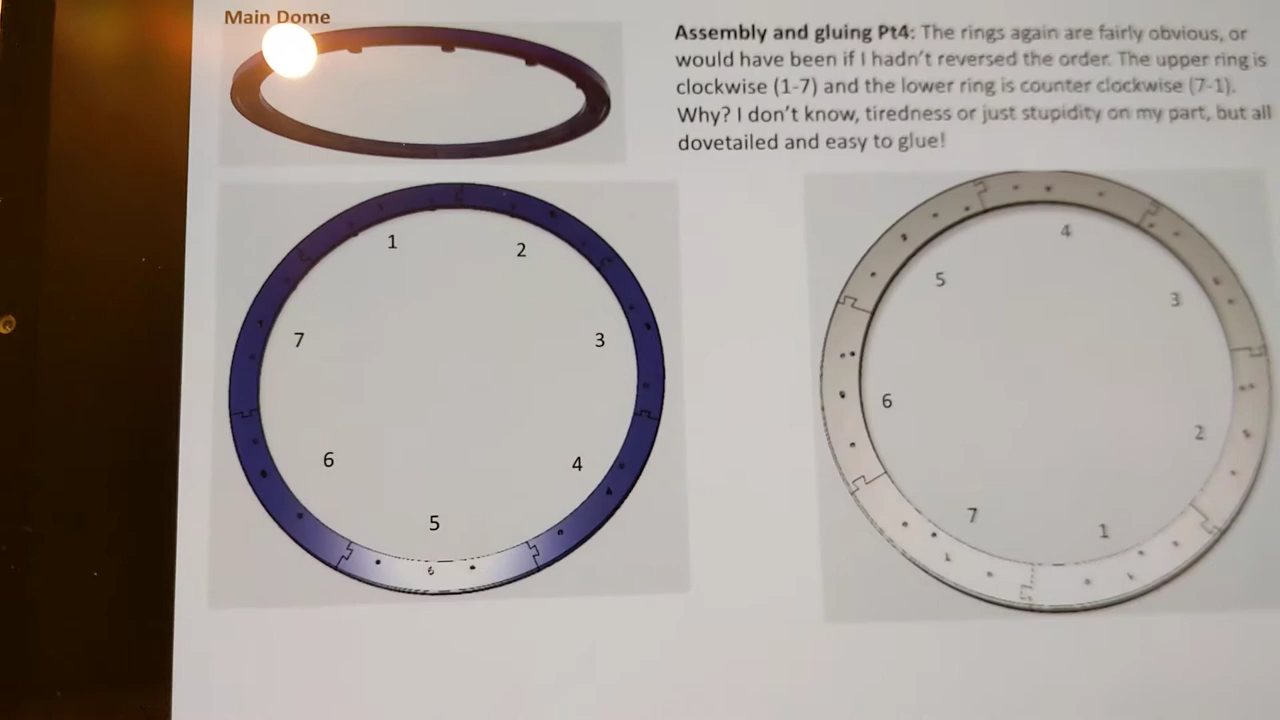 Main Dome
Assembly and gluing Pt4: The rings again are fairly obvious, or
would have been if I hadn't reversed the order. The upper ring is
clockwise (1-7) and the lower ring is counter clockwise (7-1).
Why? I don't know, tiredness or just stupidity on my part, but all
dovetailed and easy to glue!
1
2
3
4
5
6
7
4
3
2
1
7
6
5